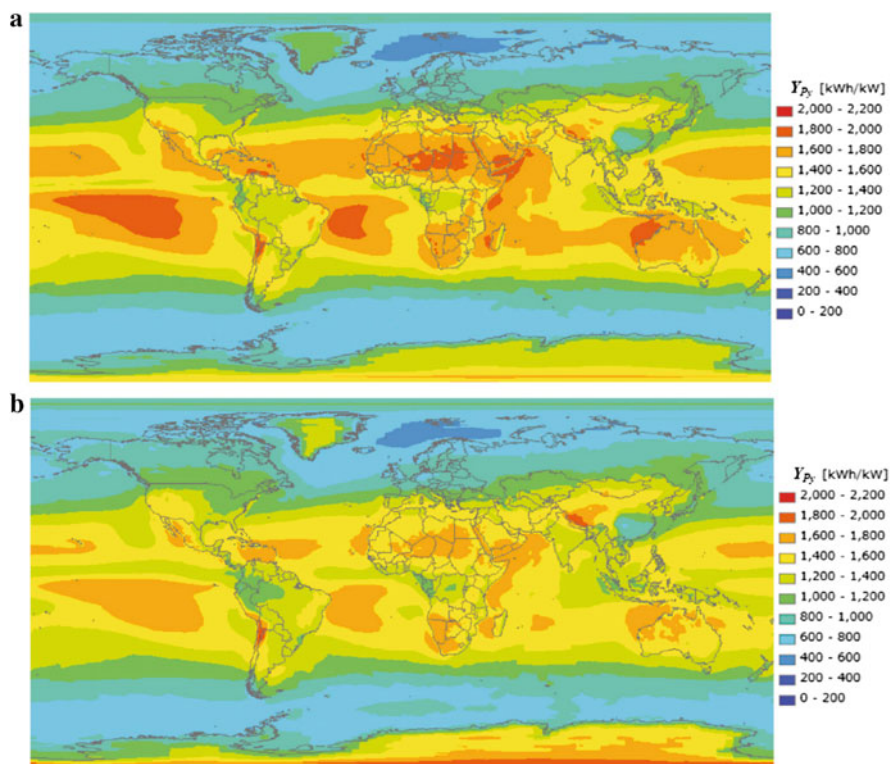 a
Y_Py [kWh/kW]
2,000 - 2,200
1,800 - 2,000
1,600 - 1,800
1,400 - 1,600
1,200 - 1,400
1,000 - 1,200
800 - 1,000
600 - 800
400 - 600
200 - 400
0 - 200
b
Y_Py [kWh/kW]
2,000 - 2,200
1,800 - 2,000
1,600 - 1,800
1,400 - 1,600
1,200 - 1,400
1,000 - 1,200
800 - 1,000
600 - 800
400 - 600
200 - 400
0 - 200